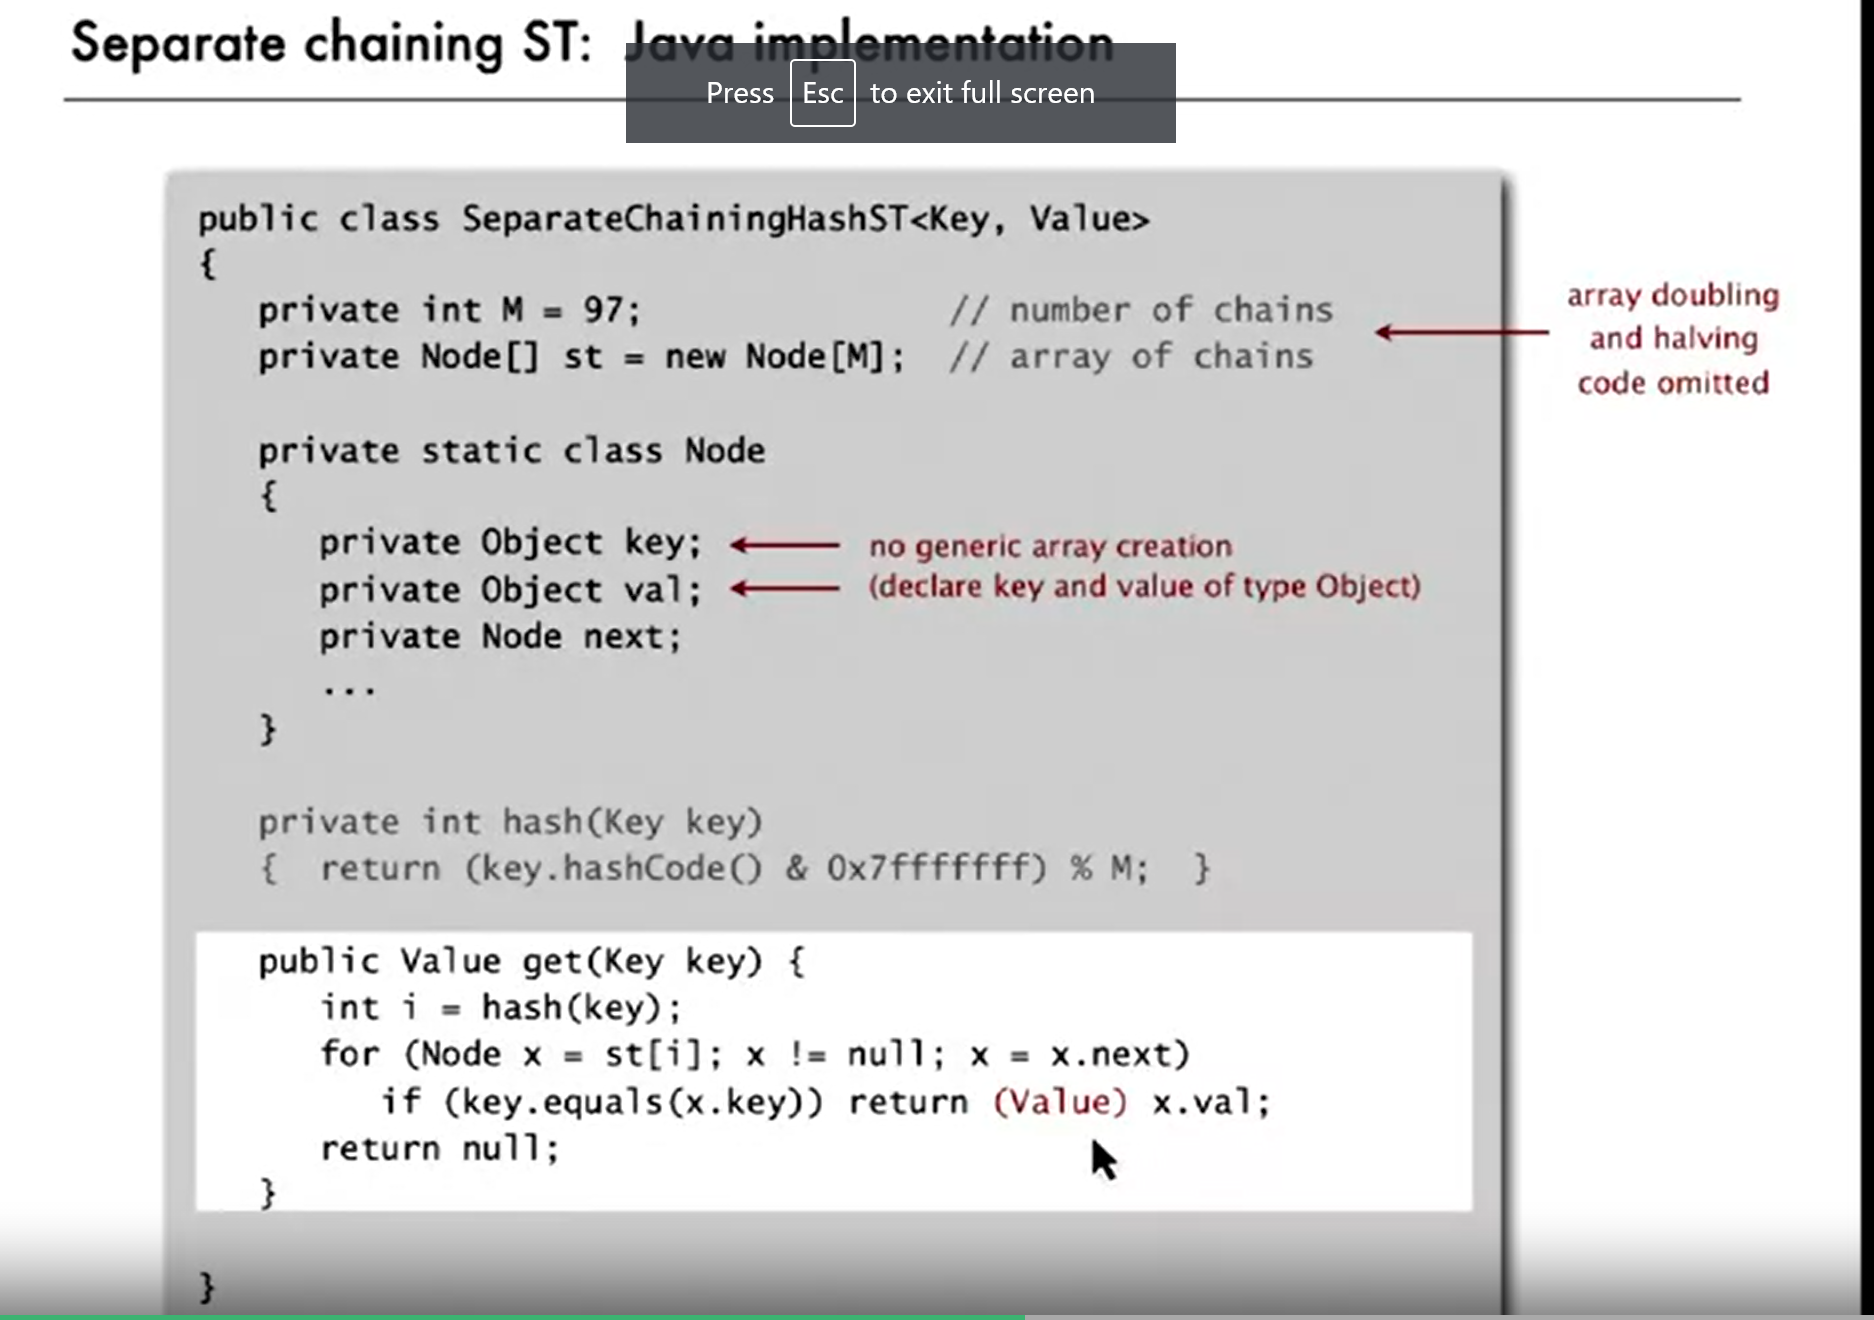 Separate chaining ST: Java implementation
Press Esc to exit full screen
public class SeparateChainingHashST<Key, Value>
{
private int M = 97; // number of chains
private Node[] st = new Node[M]; // array of chains
array doubling
and halving
code omitted
private static class Node
{
private Object key; no generic array creation
private Object val; (declare key and value of type Object)
private Node next;
...
}
private int hash(Key key)
{ return (key.hashCode() & 0x7fffffff) % M; }
public Value get(Key key) {
int i = hash(key);
for (Node x = st[i]; x != null; x = x.next)
if (key.equals(x.key)) return (Value) x.val;
return null;
}
}